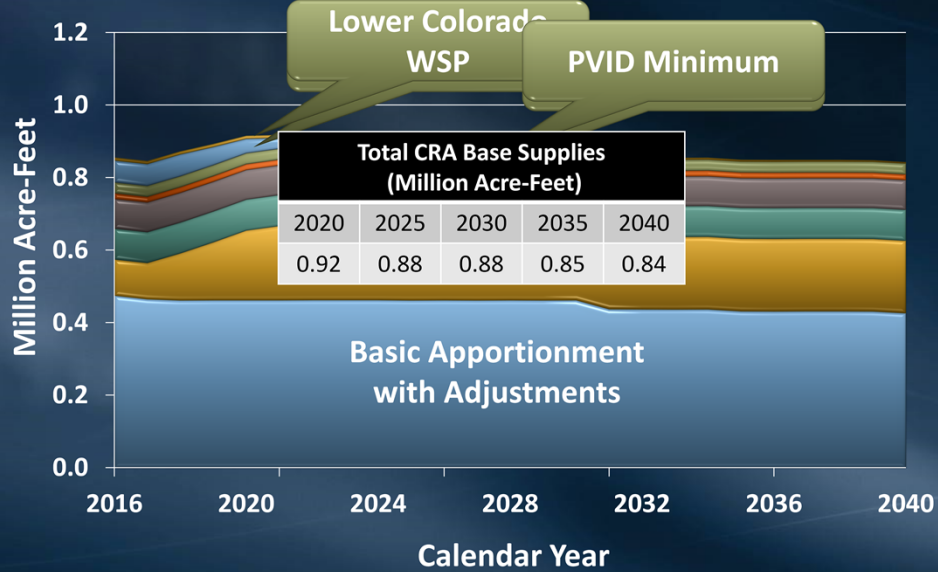 Lower Colorado
WSP
PVID Minimum
1.2
1.0
0.8
0.6
0.4
0.2
0.0
Million Acre-Feet
Total CRA Base Supplies
(Million Acre-Feet)
2020 2025 2030 2035 2040
0.92 0.88 0.88 0.85 0.84
Basic Apportionment
with Adjustments
2016 2020 2024 2028 2032 2036 2040
Calendar Year